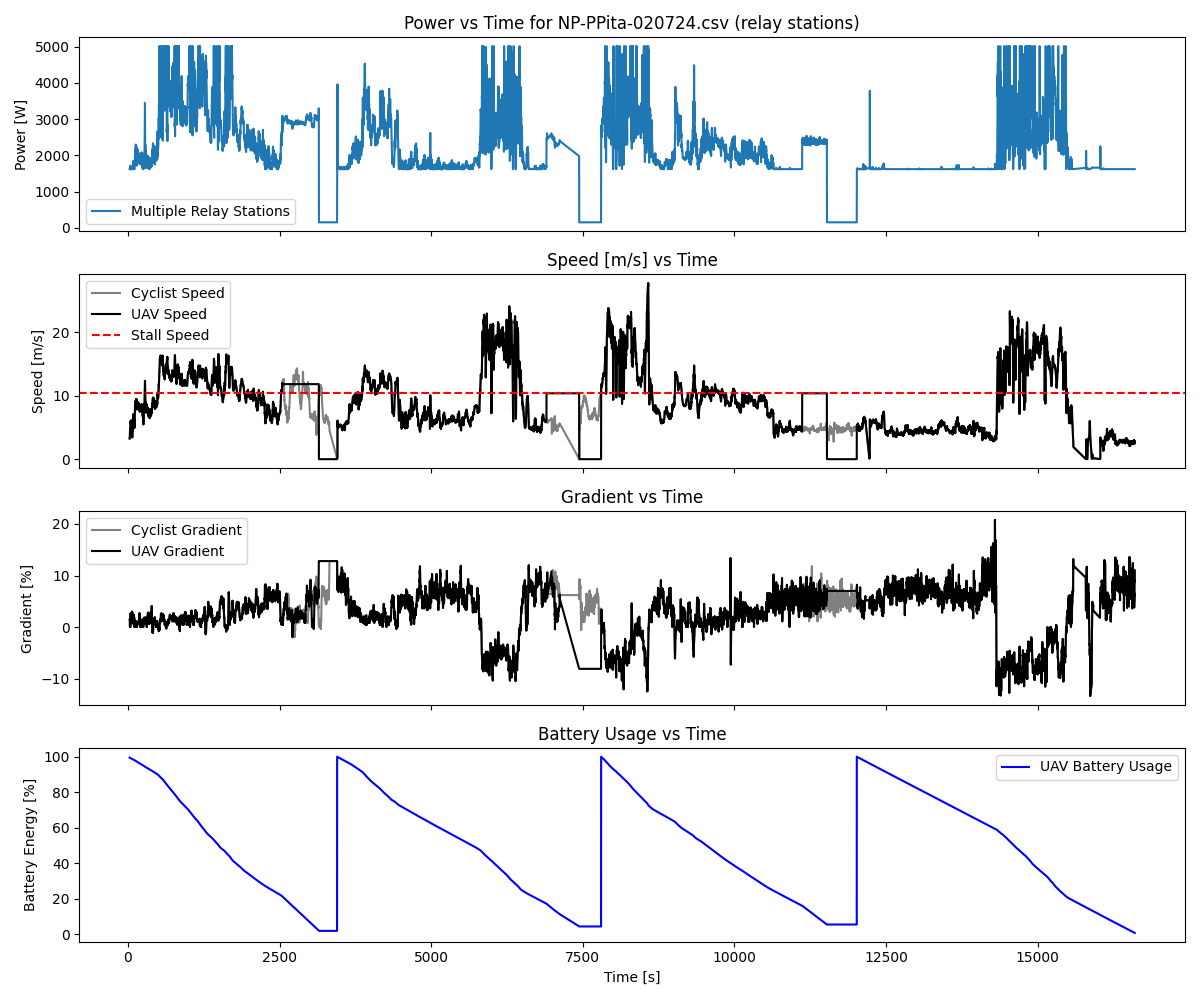 Power vs Time for NP-PPita-020724.csv (relay stations)
5000
4000
3000
2000
1000
0
Power [W]
Multiple Relay Stations
Speed [m/s] vs Time
20
10
0
Speed [m/s]
Cyclist Speed
UAV Speed
Stall Speed
Gradient vs Time
20
10
0
−10
Gradient [%]
Cyclist Gradient
UAV Gradient
Battery Usage vs Time
100
80
60
40
20
0
Battery Energy [%]
UAV Battery Usage
0 2500 5000 7500 10000 12500 15000
Time [s]